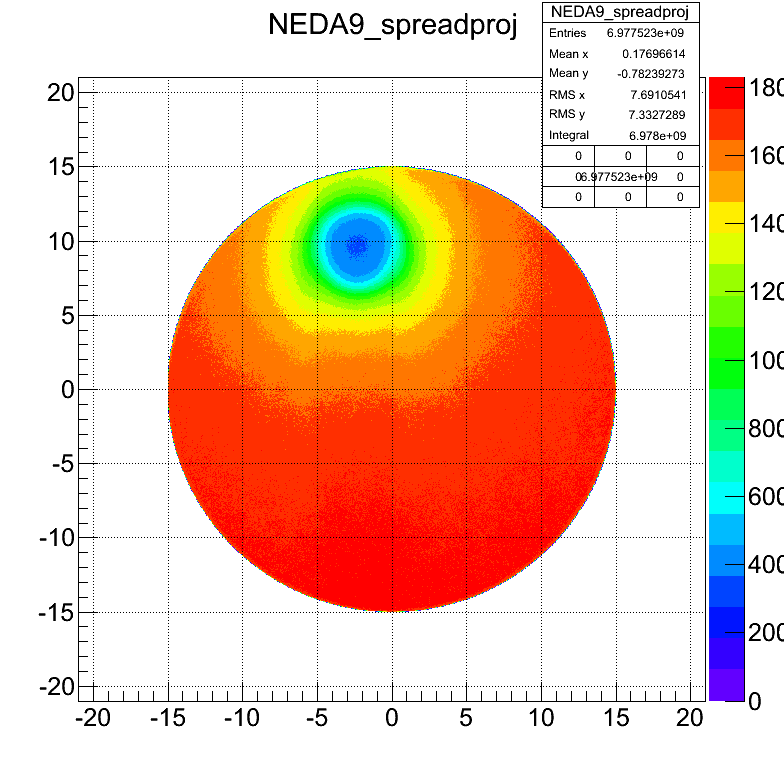 NEDA9_spreadproj
NEDA9_spreadproj
Entries 6.977523e+09
Mean x 0.17696614
Mean y -0.78239273
RMS x 7.6910541
RMS y 7.3327289
Integral 6.978e+09
0 0 0
0 6.977523e+09 0
0 0 0
20
15
10
5
0
-5
-10
-15
-20
-20 -15 -10 -5 0 5 10 15 20
180
160
140
120
100
800
600
400
200
0